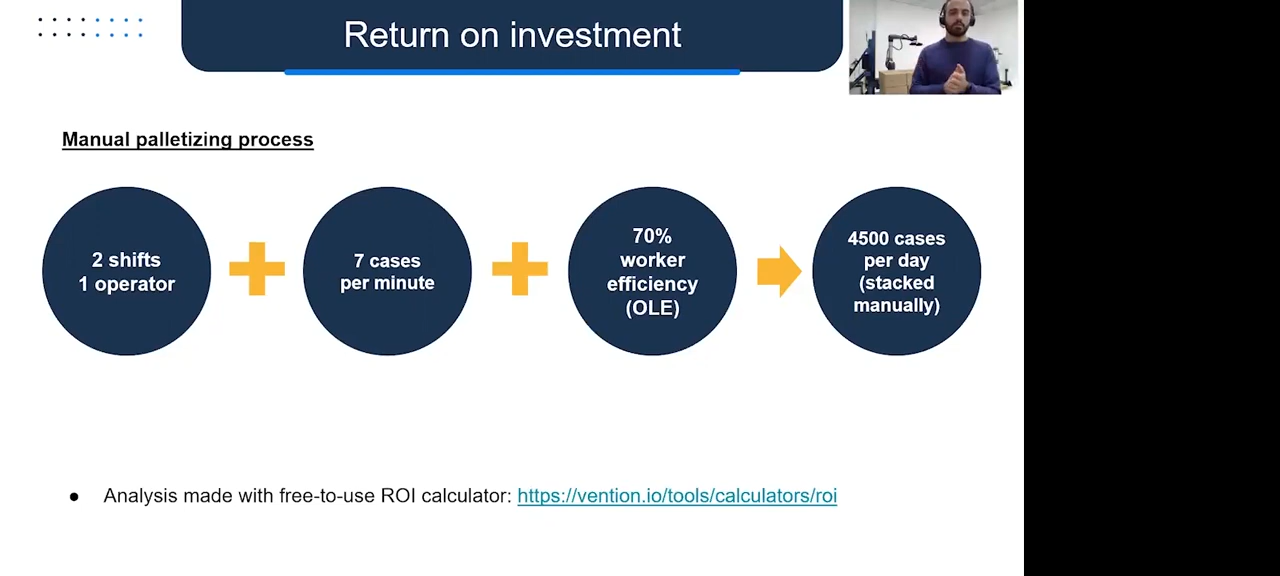 Return on investment
Manual palletizing process
2 shifts
1 operator
7 cases
per minute
70%
worker
efficiency
(OLE)
4500 cases
per day
(stacked
manually)
● Analysis made with free-to-use ROI calculator: https://vention.io/tools/calculators/roi